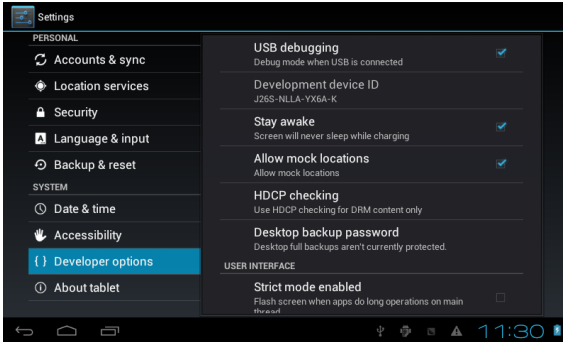 Settings
PERSONAL
Accounts & sync
Location services
Security
Language & input
Backup & reset
SYSTEM
Date & time
Accessibility
{ } Developer options
About tablet
USB debugging
Debug mode when USB is connected
Development device ID
J26S-NLLA-YX6A-K
Stay awake
Screen will never sleep while charging
Allow mock locations
Allow mock locations
HDCP checking
Use HDCP checking for DRM content only
Desktop backup password
Desktop full backups aren't currently protected.
USER INTERFACE
Strict mode enabled
Flash screen when apps do long operations on main
thread
11:30